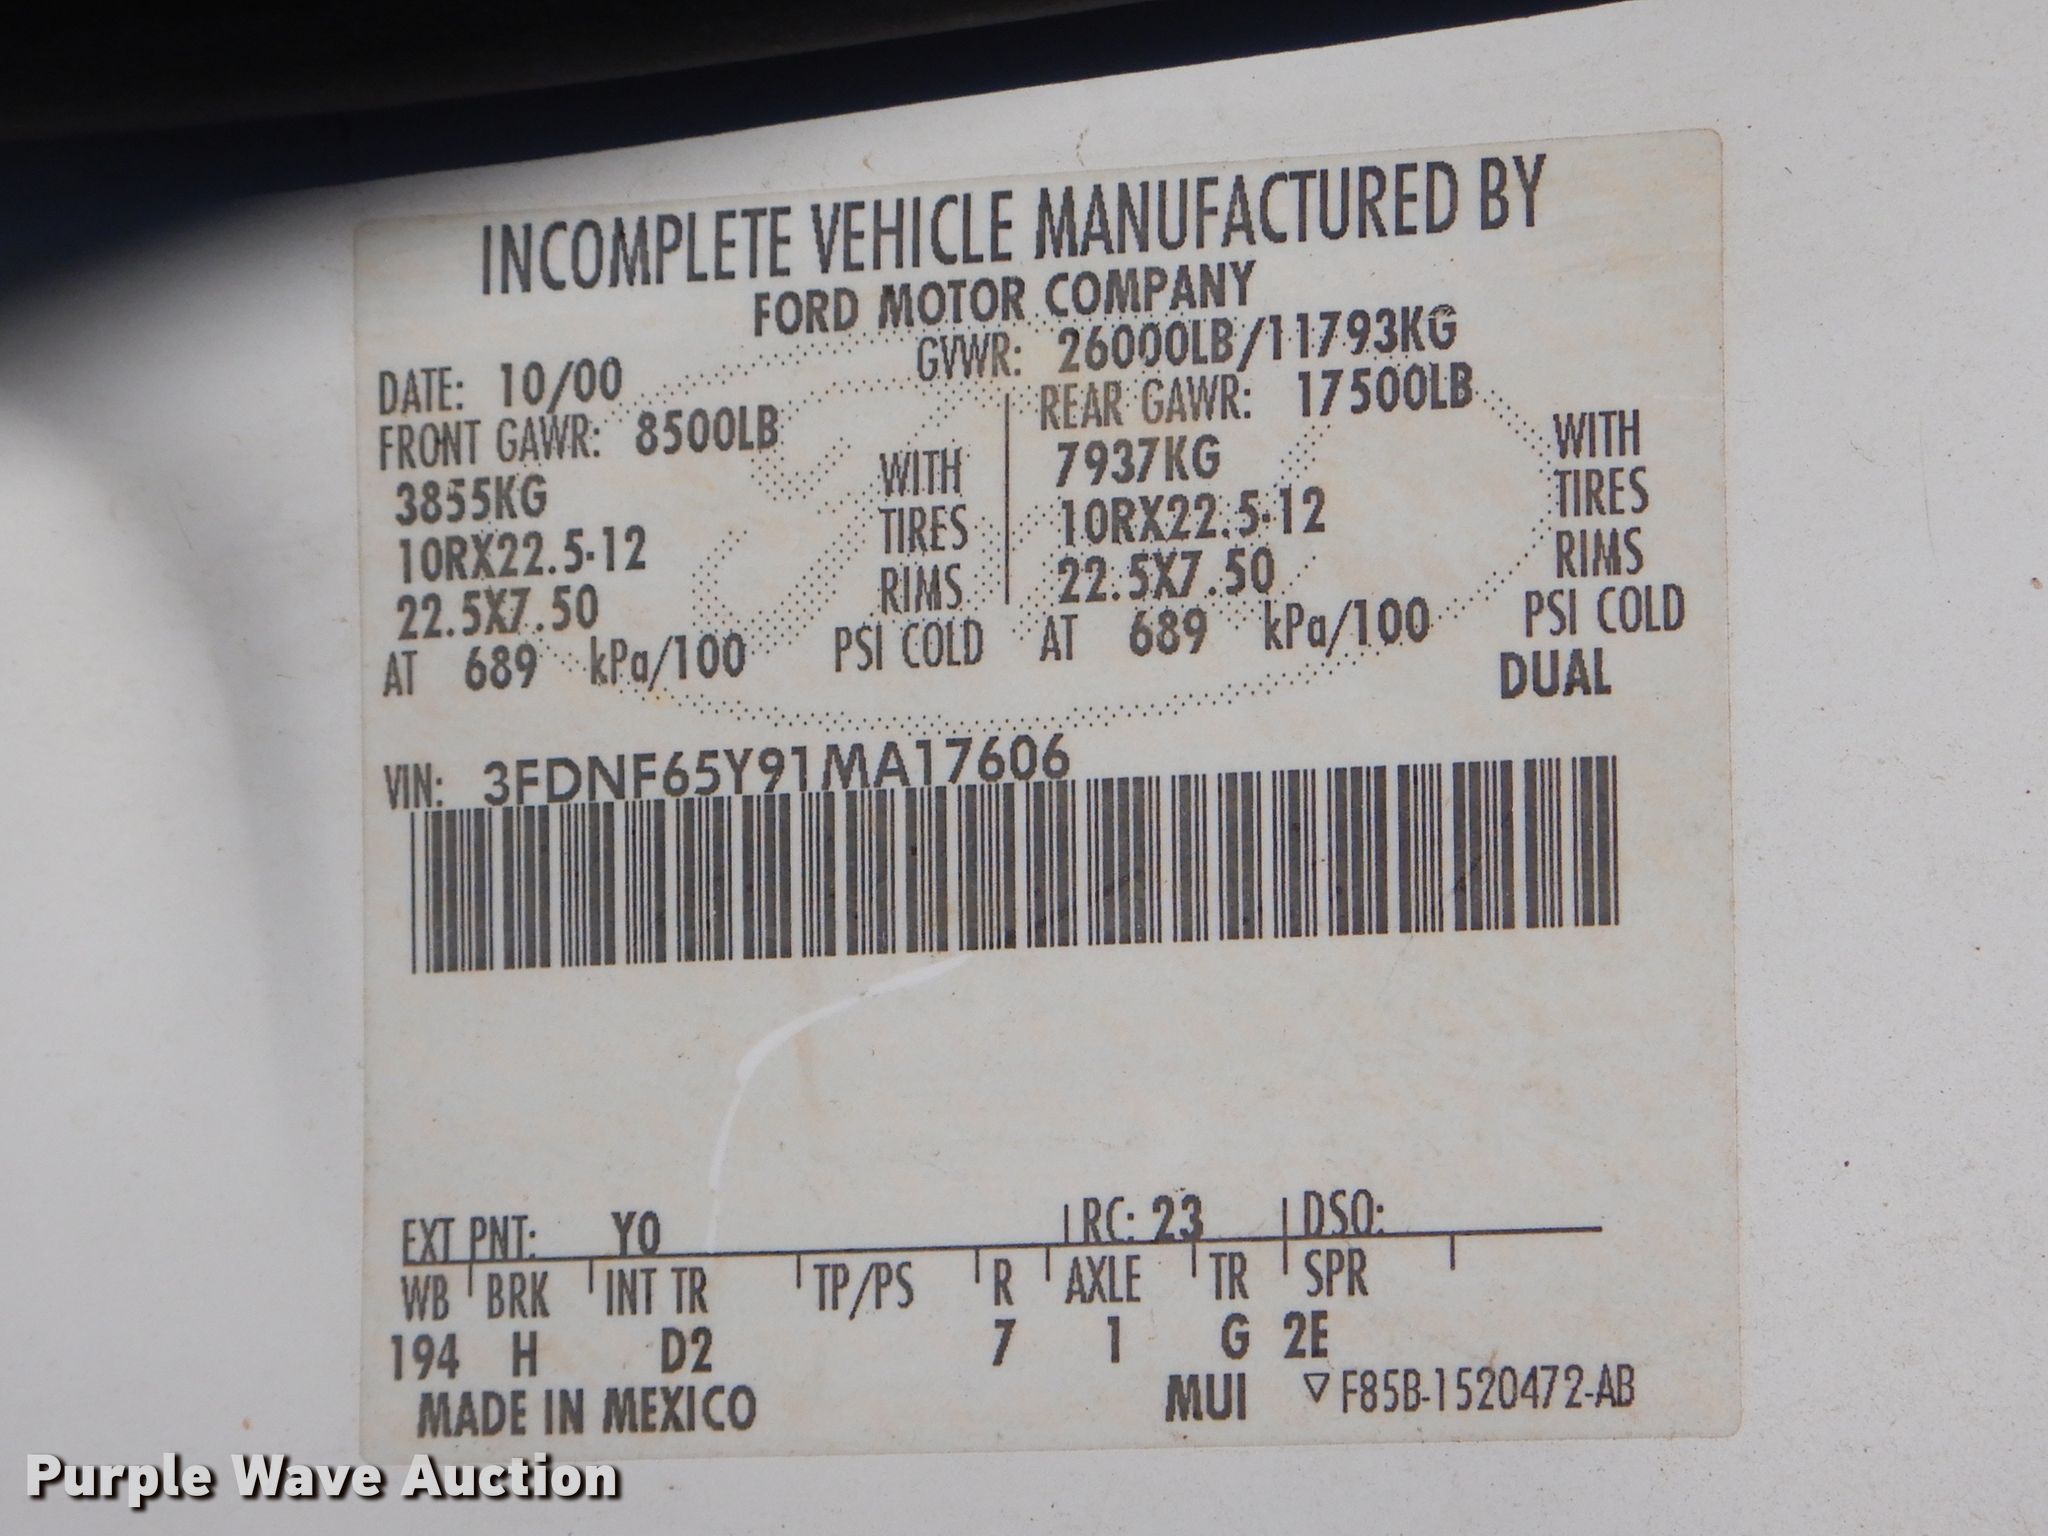 INCOMPLETE VEHICLE MANUFACTURED BY
FORD MOTOR COMPANY
DATE: 10/00 GVWR: 26000LB/11793KG
FRONT GAWR: 8500LB REAR GAWR: 17500LB
3855KG WITH 7937KG WITH
10RX22.5-12 TIRES 10RX22.5-12 TIRES
22.5X7.50 RIMS 22.5X7.50 RIMS
AT 689 kPa/100 PSI COLD AT 689 kPa/100 PSI COLD
DUAL
VIN: 3FDNF65Y91MA17606
EXT PNT: Y0 RC: 23 DSO:
WB BRK INT TR TP/PS R AXLE TR SPR
194 H D2 7 1 G 2E
MADE IN MEXICO MUI ▽F85B-1520472-AB
Purple Wave Auction